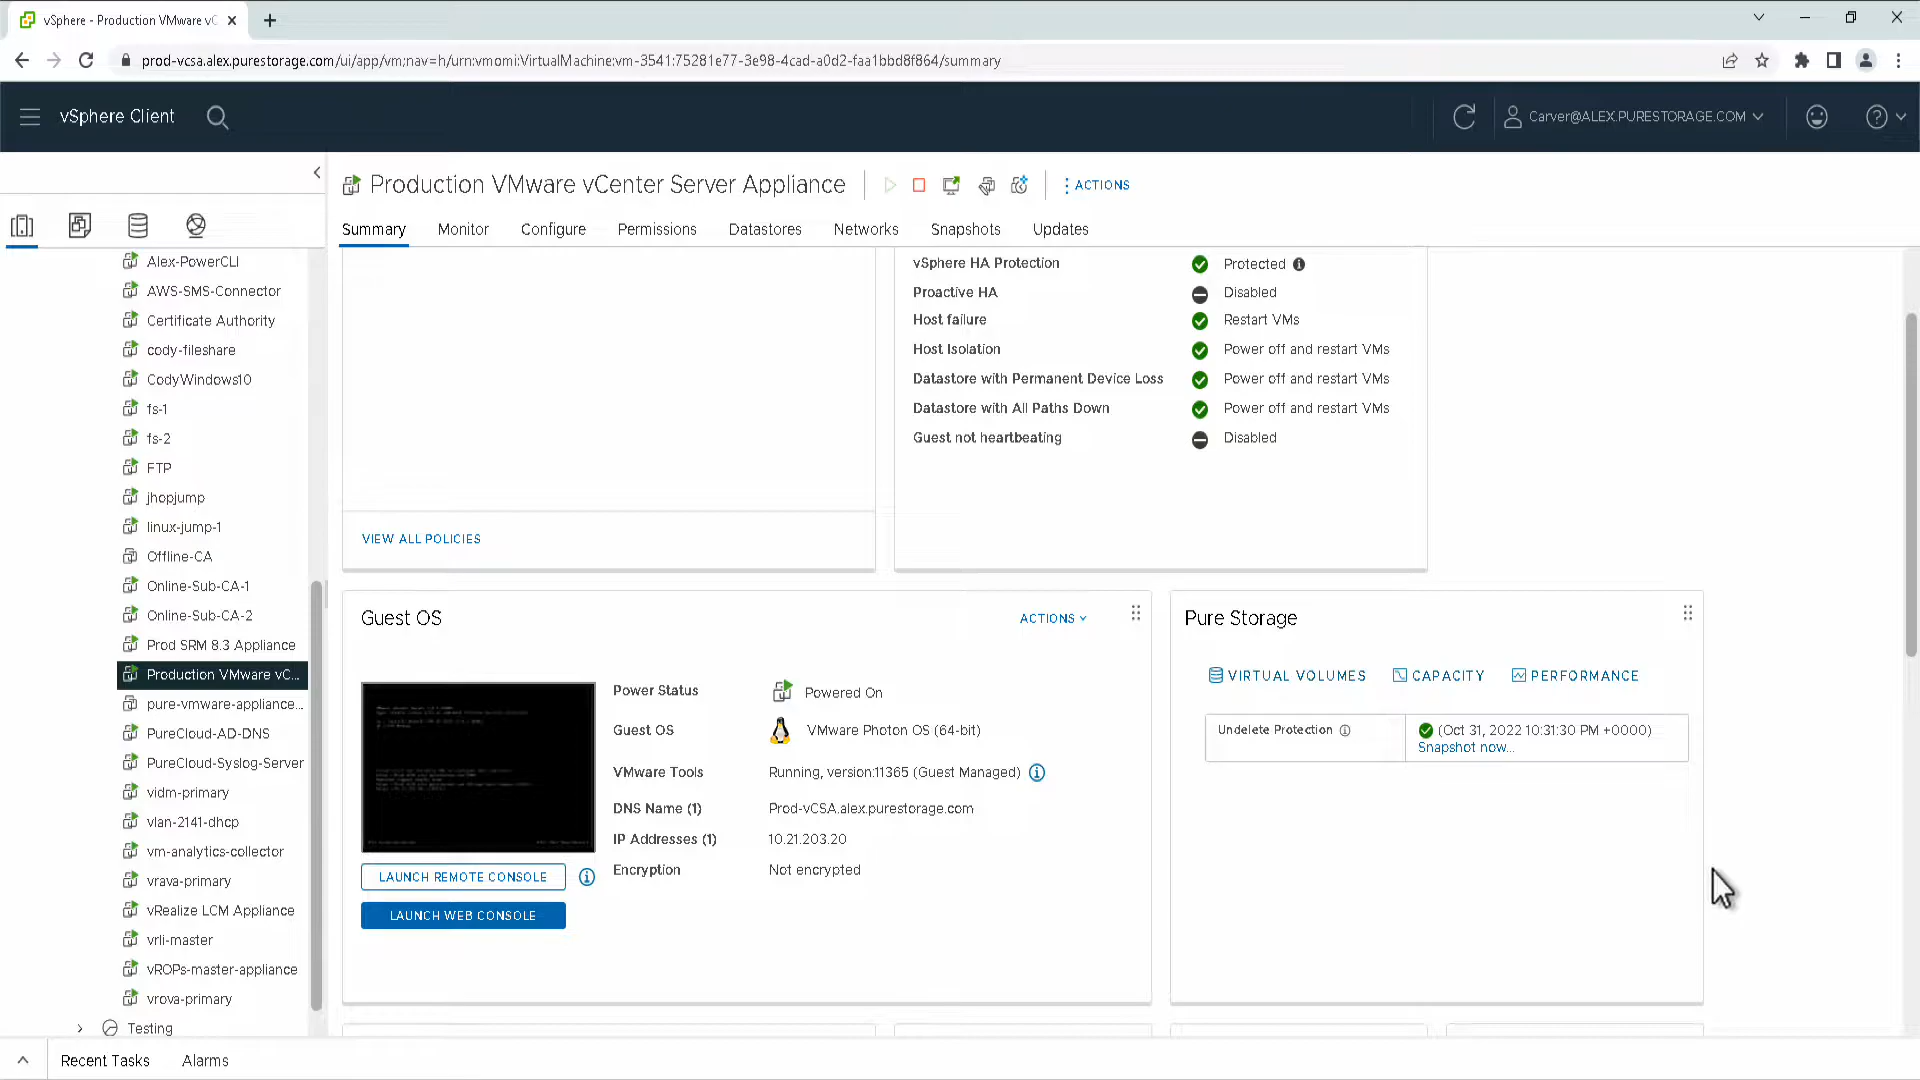 vSphere - Production VMware vC
prod-vcsa.alex.purestorage.com/ui/app/vm;nav=h/urn:vmomi:VirtualMachine:vm-3541:75281e77-3e98-4cad-a0d2-faa1bbd8f864/summary
vSphere Client
Carver@ALEX.PURESTORAGE.COM
Production VMware vCenter Server Appliance
ACTIONS
Summary Monitor Configure Permissions Datastores Networks Snapshots Updates
Alex-PowerCLI
AWS-SMS-Connector
Certificate Authority
cody-fileshare
CodyWindows10
fs-1
fs-2
FTP
jhopjump
linux-jump-1
Offline-CA
Online-Sub-CA-1
Online-Sub-CA-2
Prod SRM 8.3 Appliance
Production VMware vC...
pure-vmware-appliance...
PureCloud-AD-DNS
PureCloud-Syslog-Server
vidm-primary
vlan-2141-dhcp
vm-analytics-collector
vrava-primary
vRealize LCM Appliance
vrli-master
vROPs-master-appliance
vrova-primary
Testing
vSphere HA Protection Protected
Proactive HA Disabled
Host failure Restart VMs
Host Isolation Power off and restart VMs
Datastore with Permanent Device Loss Power off and restart VMs
Datastore with All Paths Down Power off and restart VMs
Guest not heartbeating Disabled
VIEW ALL POLICIES
Guest OS
ACTIONS
Power Status Powered On
Guest OS VMware Photon OS (64-bit)
VMware Tools Running, version:11365 (Guest Managed)
DNS Name (1) Prod-vCSA.alex.purestorage.com
IP Addresses (1) 10.21.203.20
Encryption Not encrypted
LAUNCH REMOTE CONSOLE
LAUNCH WEB CONSOLE
Pure Storage
VIRTUAL VOLUMES CAPACITY PERFORMANCE
Undelete Protection (Oct 31, 2022 10:31:30 PM +0000)
Snapshot now...
Recent Tasks Alarms